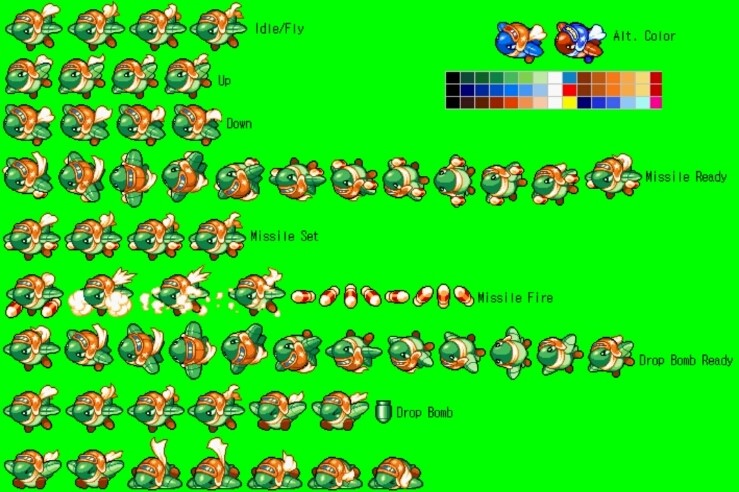 Idle/Fly
Alt. Color
Up
Down
Missile Ready
Missile Set
Missile Fire
Drop Bomb Ready
Drop Bomb